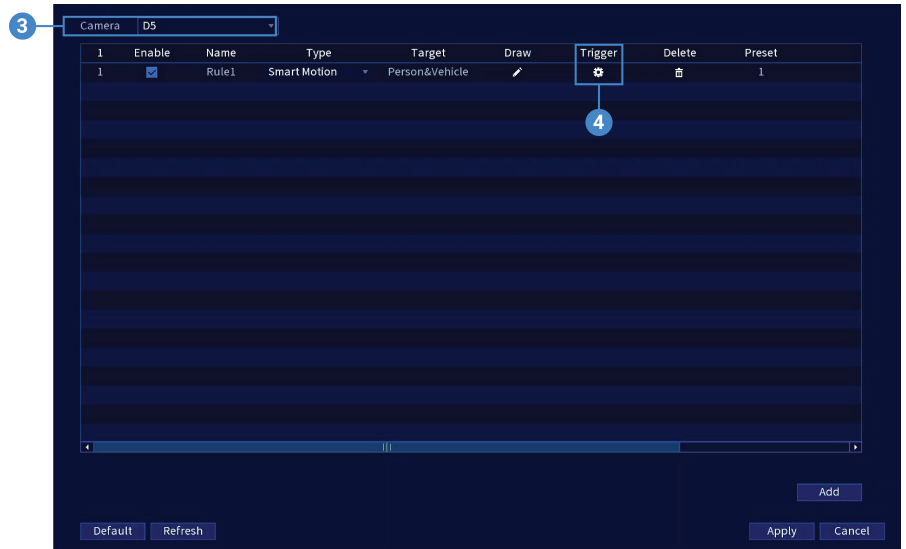 3
Camera D5
1 Enable Name Type Target Draw Trigger Delete Preset
1 Rule1 Smart Motion Person&Vehicle 1
4
Add
Default Refresh Apply Cancel